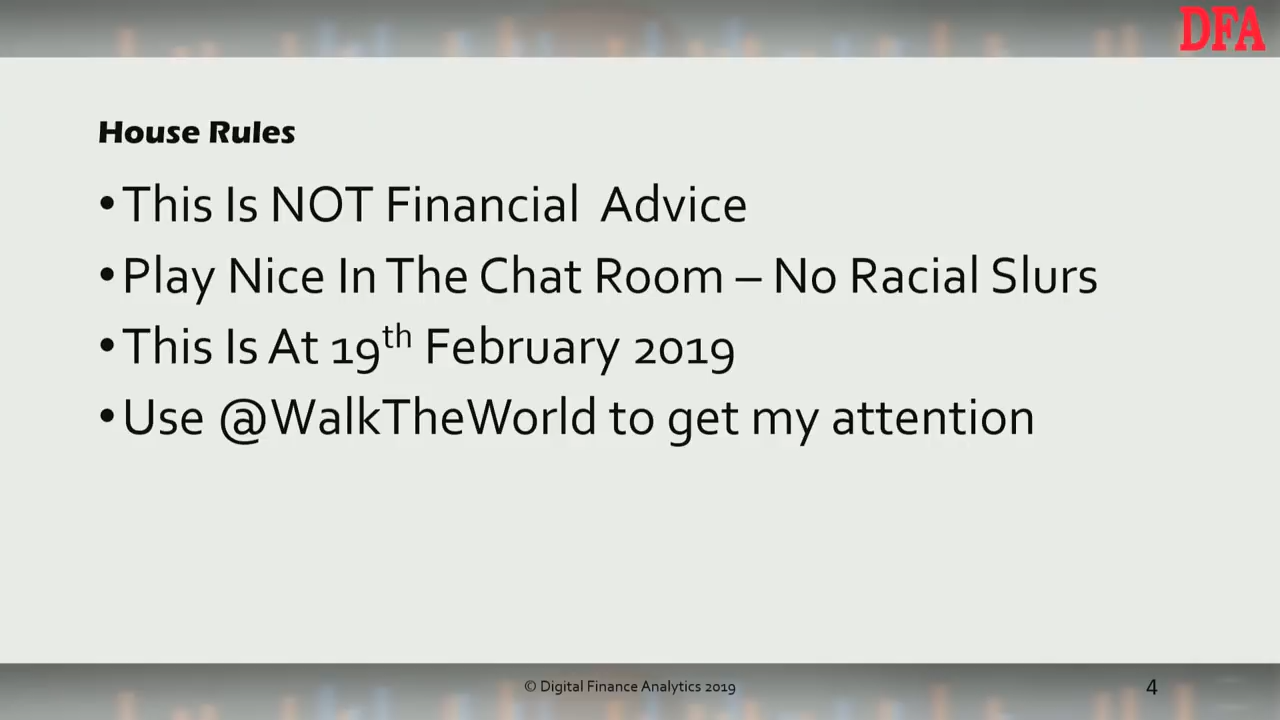 DFA
House Rules
•This Is NOT Financial Advice
•Play Nice In The Chat Room – No Racial Slurs
•This Is At 19th February 2019
•Use @WalkTheWorld to get my attention
© Digital Finance Analytics 2019
4